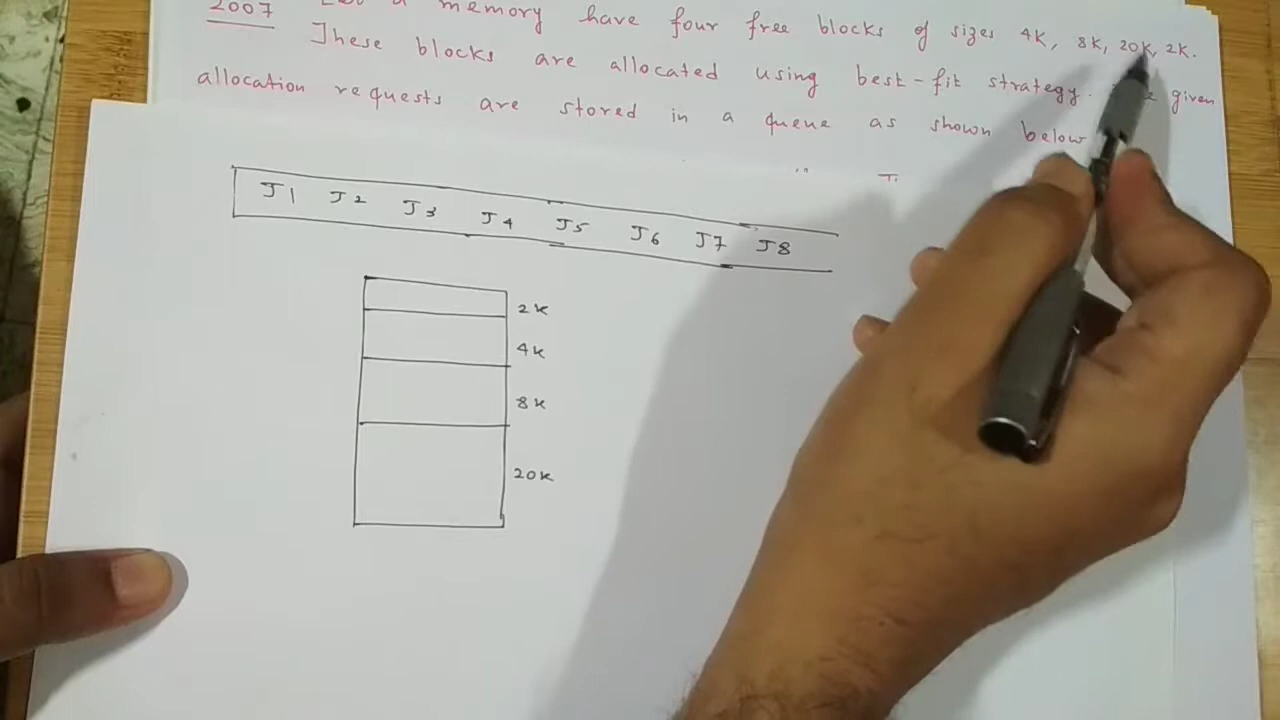 2007 a memory have four free blocks of sizes 4K, 8K, 20K, 2K.
These blocks are allocated using best-fit strategy. given
allocation requests are stored in a queue as shown below
J1 J2 J3 J4 J5 J6 J7 J8
2K
4K
8K
20K